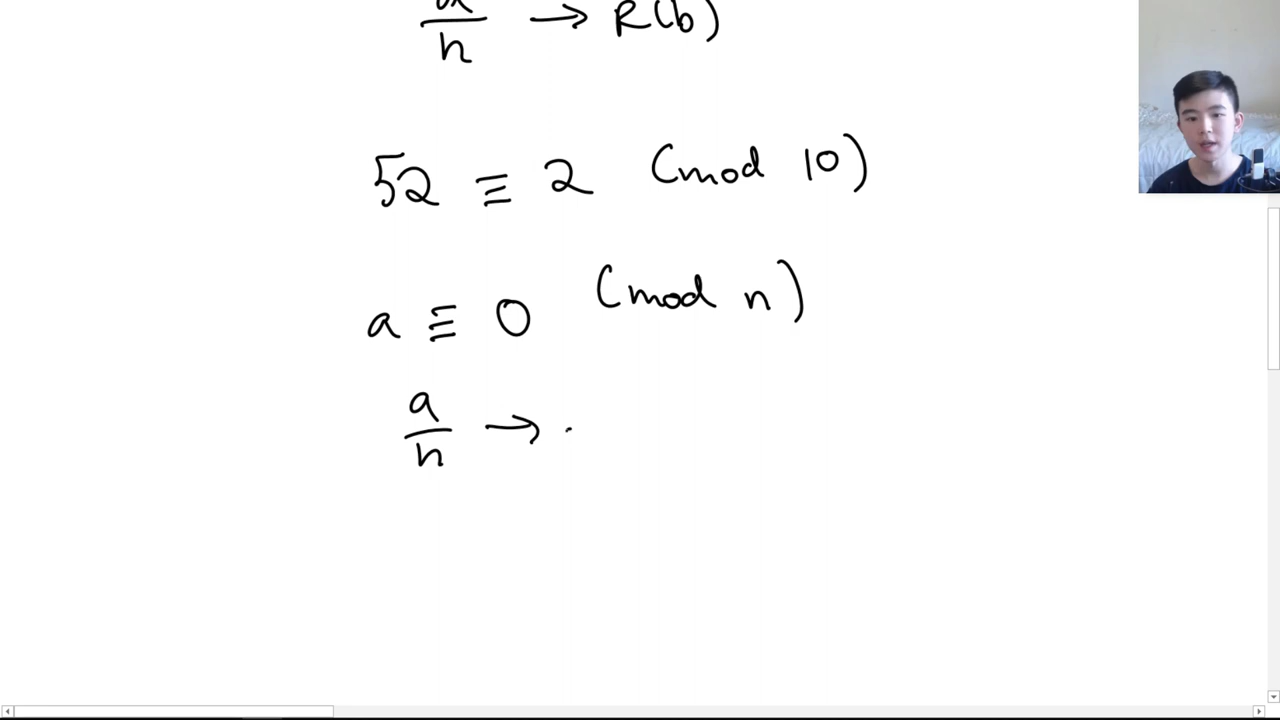 n → R(b)
52 ≡ 2 (mod 10)
a ≡ 0 (mod n)
a
n →